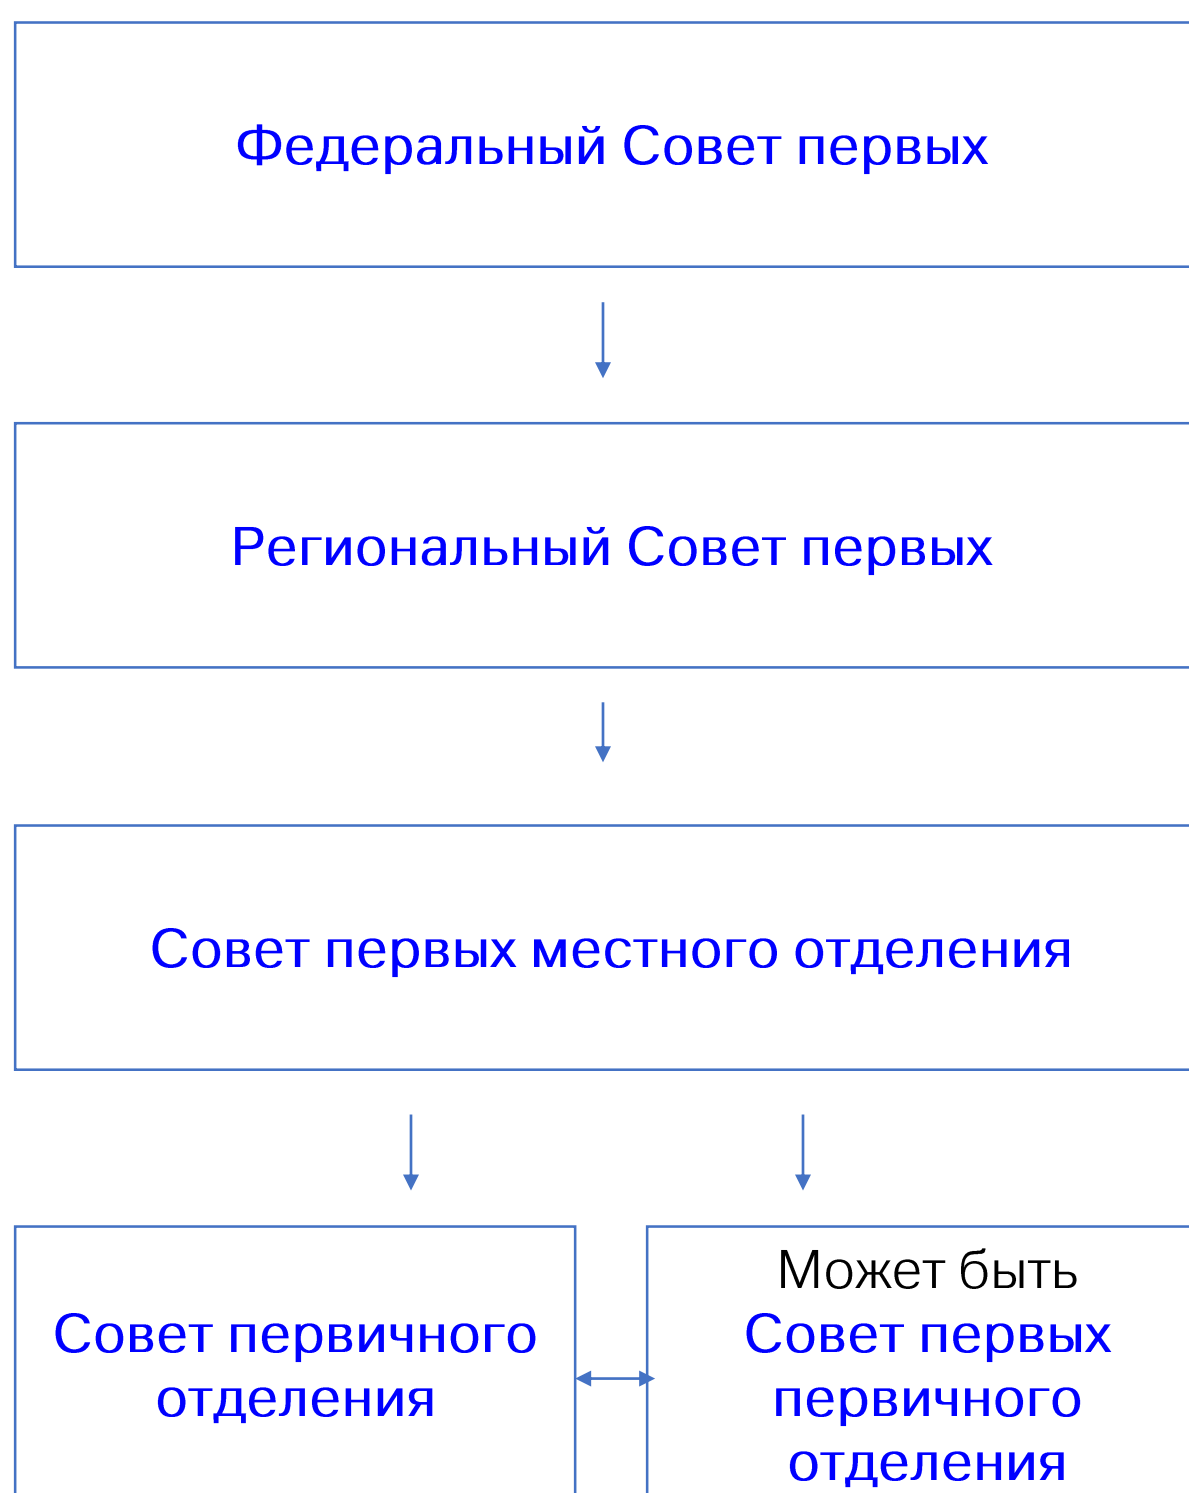 Федеральный Совет первых
Региональный Совет первых
Совет первых местного отделения
Совет первичного
отделения
Может быть
Совет первых
первичного
отделения